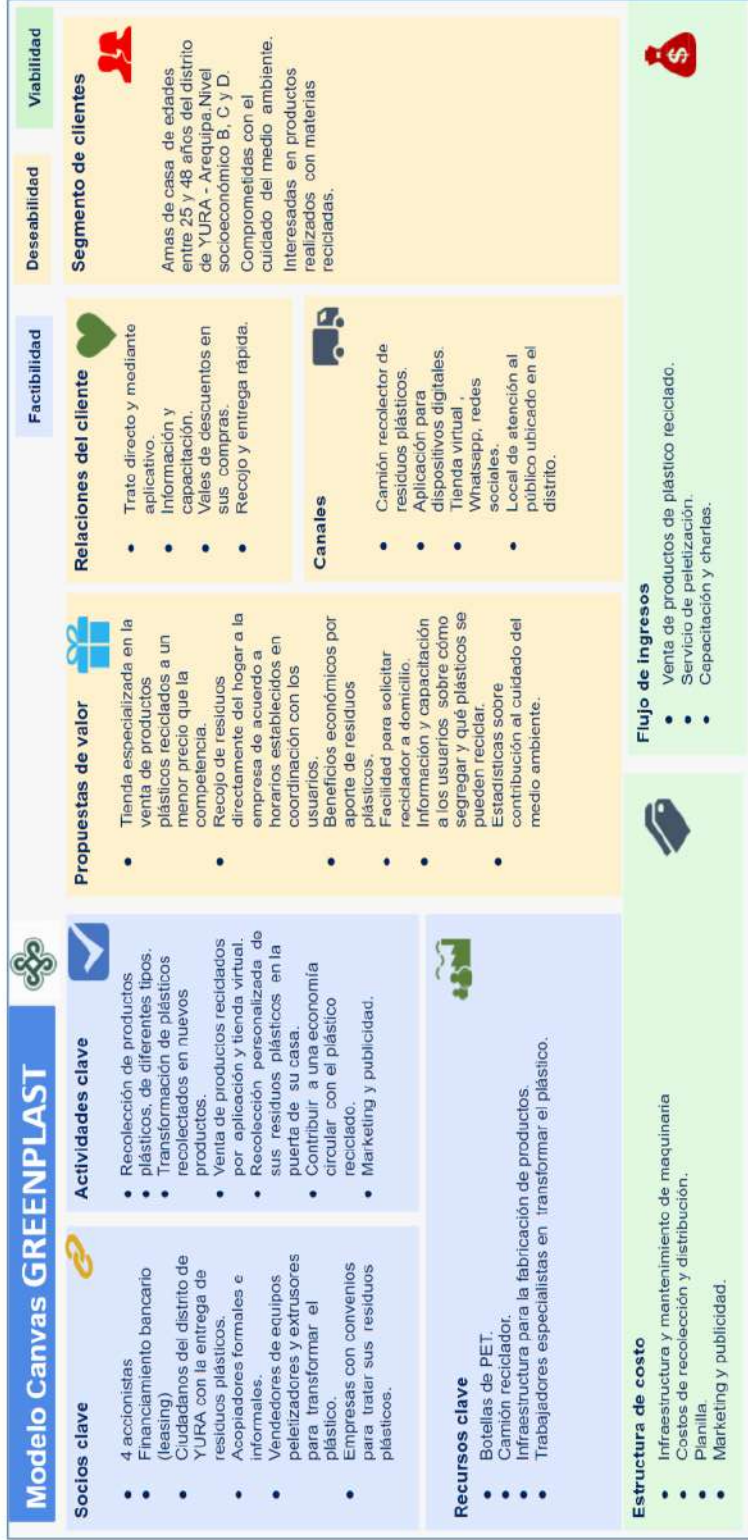 Modelo Canvas GREENPLAST
Factibilidad
Deseabilidad
Viabilidad
Socios clave
• 4 accionistas
• Financiamiento bancario
(leasing)
• Ciudadanos del distrito de
YURA con la entrega de
residuos plásticos.
• Acopiadores formales e
informales.
• Vendedores de equipos
peletizadores y extrusores
para transformar el
plástico.
• Empresas con convenios
para tratar sus residuos
plásticos.
Actividades clave
• Recolección de productos
• plásticos, de diferentes tipos.
• Transformación de plásticos
recolectados en nuevos
productos.
• Venta de productos reciclados
por aplicación y tienda virtual.
• Recolección personalizada de
sus residuos plásticos en la
puerta de su casa.
• Contribuir a una economía
circular con el plástico
reciclado.
• Marketing y publicidad.
Recursos clave
• Botellas de PET.
• Camión reciclador.
• Infraestructura para la fabricación de productos.
• Trabajadores especialistas en transformar el plástico.
Propuestas de valor
• Tienda especializada en la
venta de productos
plásticos reciclados a un
menor precio que la
competencia.
• Recojo de residuos
directamente del hogar a la
empresa de acuerdo a
horarios establecidos en
coordinación con los
usuarios.
• Beneficios económicos por
aporte de residuos
plásticos.
• Facilidad para solicitar
reciclador a domicilio.
• Información y capacitación
a los usuarios sobre cómo
segregar y qué plásticos se
pueden reciclar.
• Estadísticas sobre
contribución al cuidado del
medio ambiente.
Relaciones del cliente
• Trato directo y mediante
aplicativo.
• Información y
capacitación.
• Vales de descuentos en
sus compras.
• Recojo y entrega rápida.
Canales
• Camión recolector de
residuos plásticos.
• Aplicación para
dispositivos digitales.
• Tienda virtual ,
Whatsapp, redes
sociales.
• Local de atención al
público ubicado en el
distrito.
Segmento de clientes
Amas de casa de edades
entre 25 y 48 años del distrito
de YURA - Arequipa.Nivel
socioeconómico B, C y D.
Comprometidas con el
cuidado del medio ambiente.
Interesadas en productos
realizados con materias
recicladas.
Estructura de costo
• Infraestructura y mantenimiento de maquinaria
• Costos de recolección y distribución.
• Planilla.
• Marketing y publicidad.
Flujo de ingresos
• Venta de productos de plástico reciclado.
• Servicio de peletización.
• Capacitación y charlas.
$